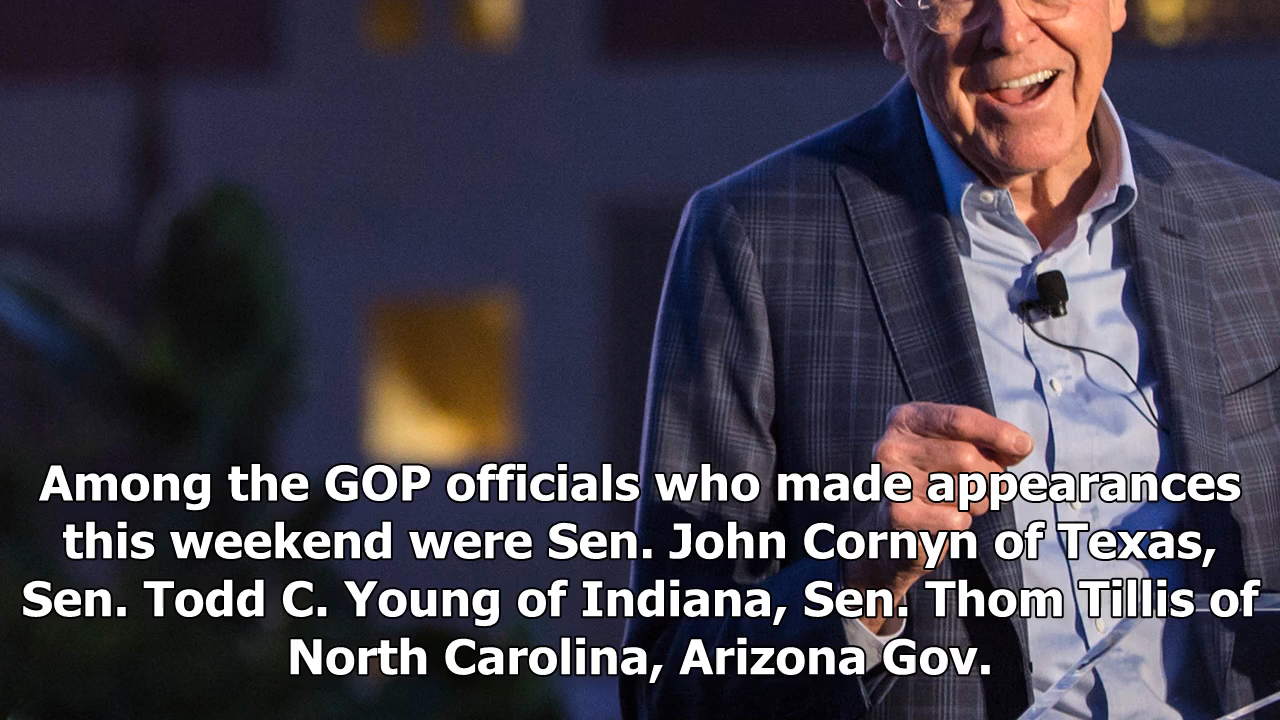 Among the GOP officials who made appearances
this weekend were Sen. John Cornyn of Texas,
Sen. Todd C. Young of Indiana, Sen. Thom Tillis of
North Carolina, Arizona Gov.